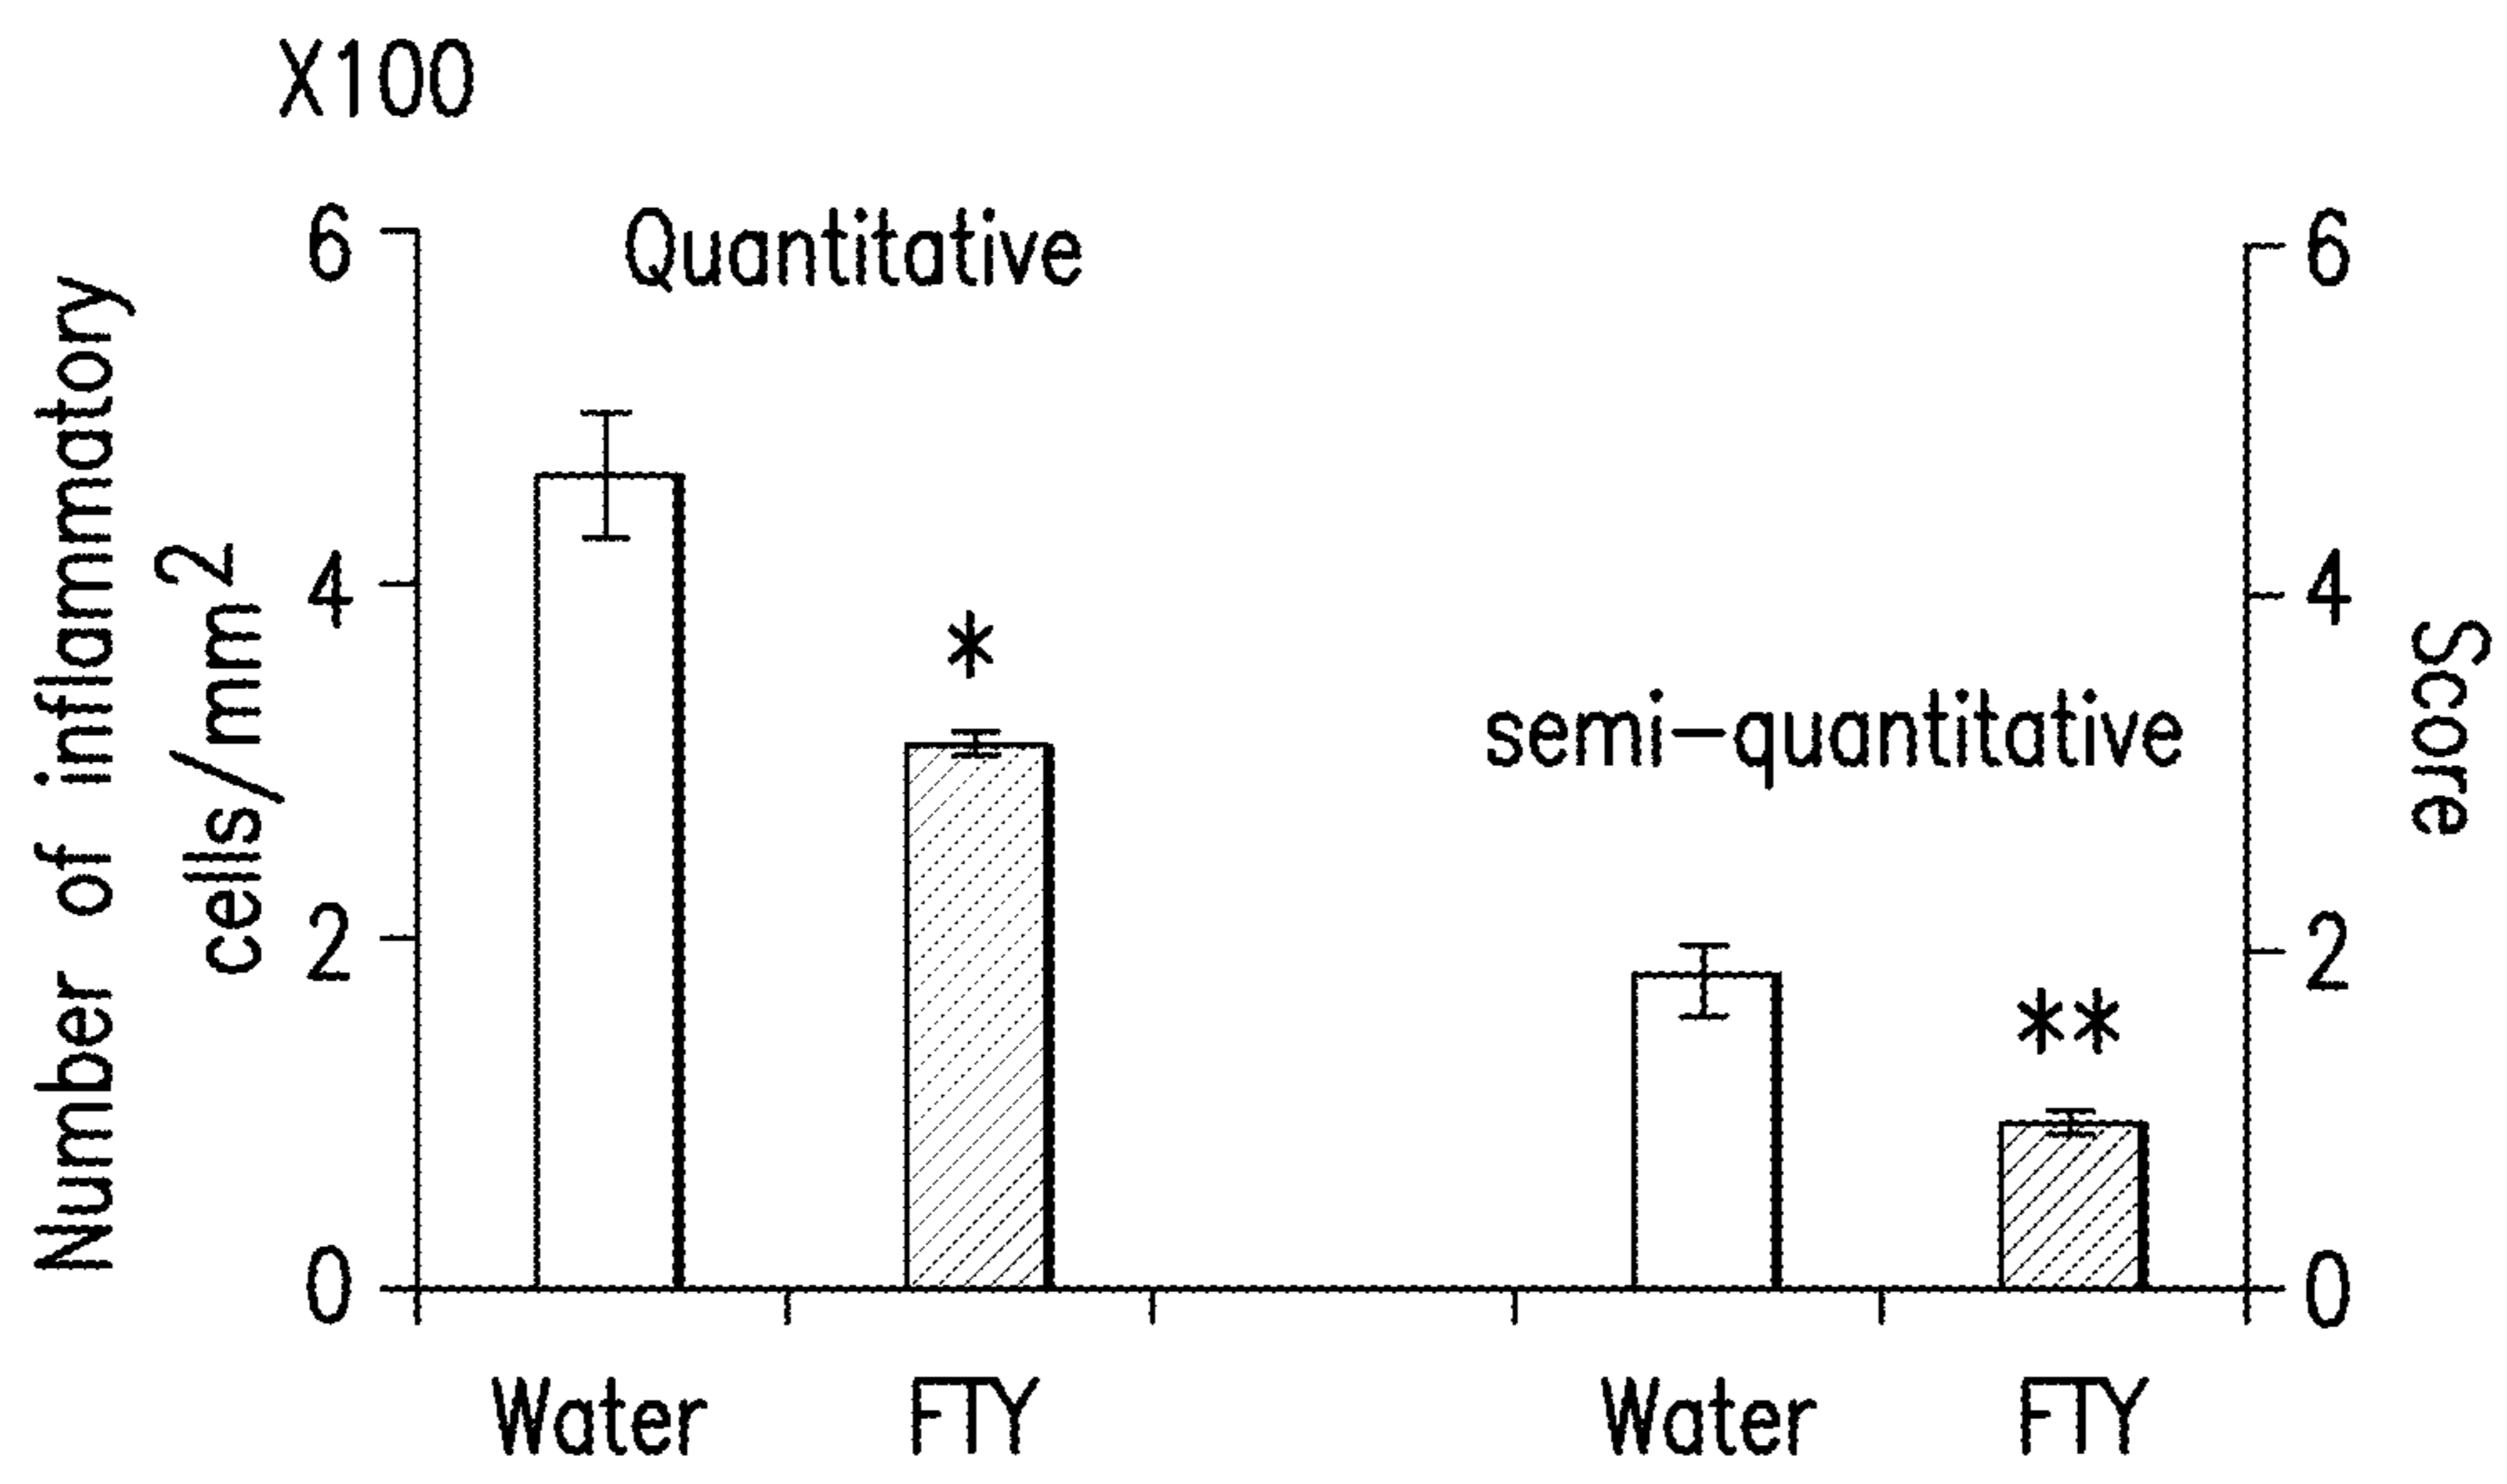 X100
Number of inflammatory
cells/mm²
6
4
2
0
Quantitative
*
semi-quantitative
**
6
4
2
0
Score
Water FTY Water FTY